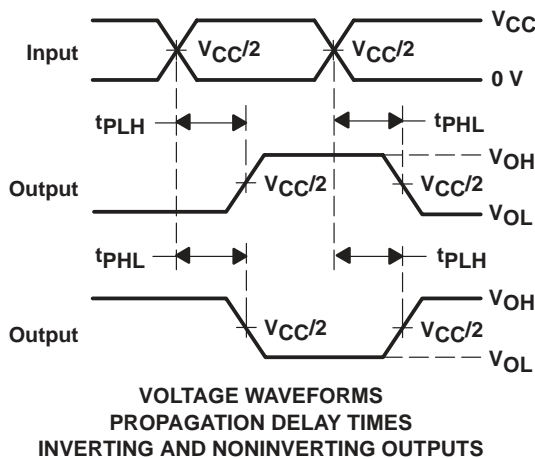 VCC
Input
VCC/2
VCC/2
0 V
tPLH
tPHL
VOH
Output
VCC/2
VCC/2
VOL
tPHL
tPLH
VOH
Output
VCC/2
VCC/2
VOL
VOLTAGE WAVEFORMS
PROPAGATION DELAY TIMES
INVERTING AND NONINVERTING OUTPUTS